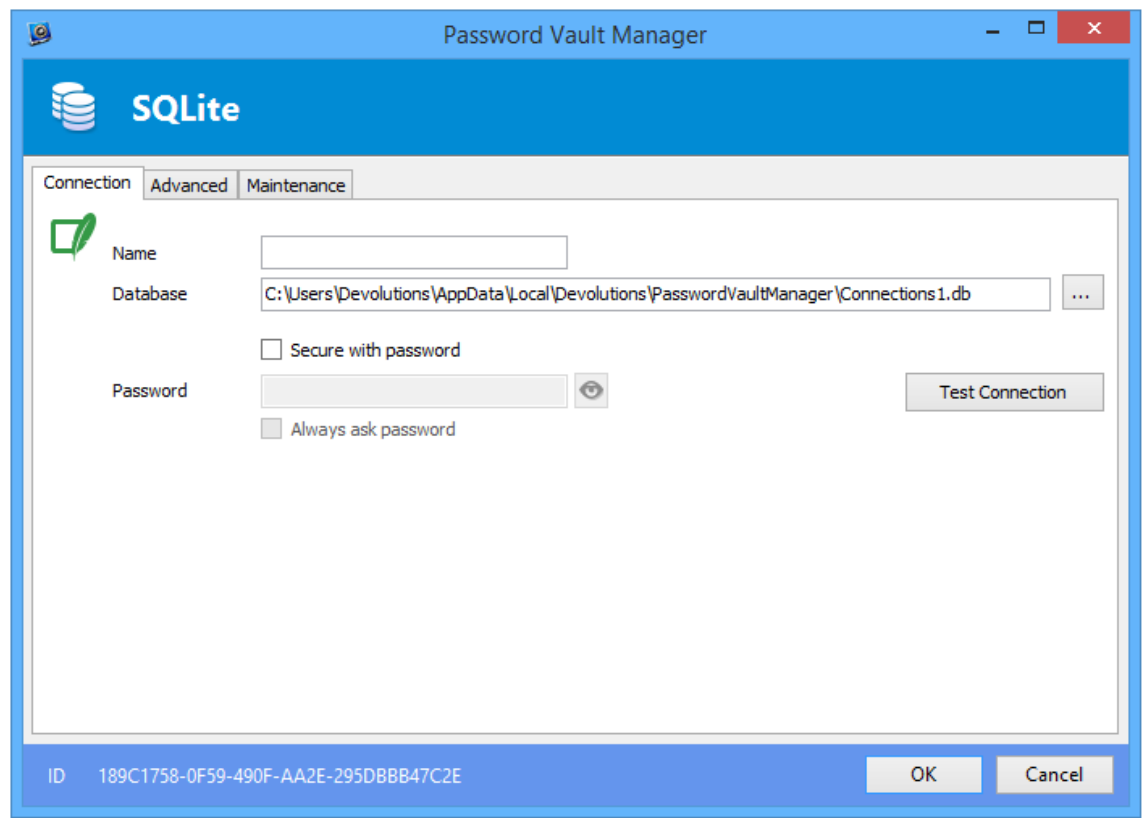 Password Vault Manager
SQLite
Connection Advanced Maintenance
Name
Database C:\Users\Devolutions\AppData\Local\Devolutions\PasswordVaultManager\Connections1.db ...
Secure with password
Password Test Connection
Always ask password
ID 189C1758-0F59-490F-AA2E-295DBBB47C2E OK Cancel